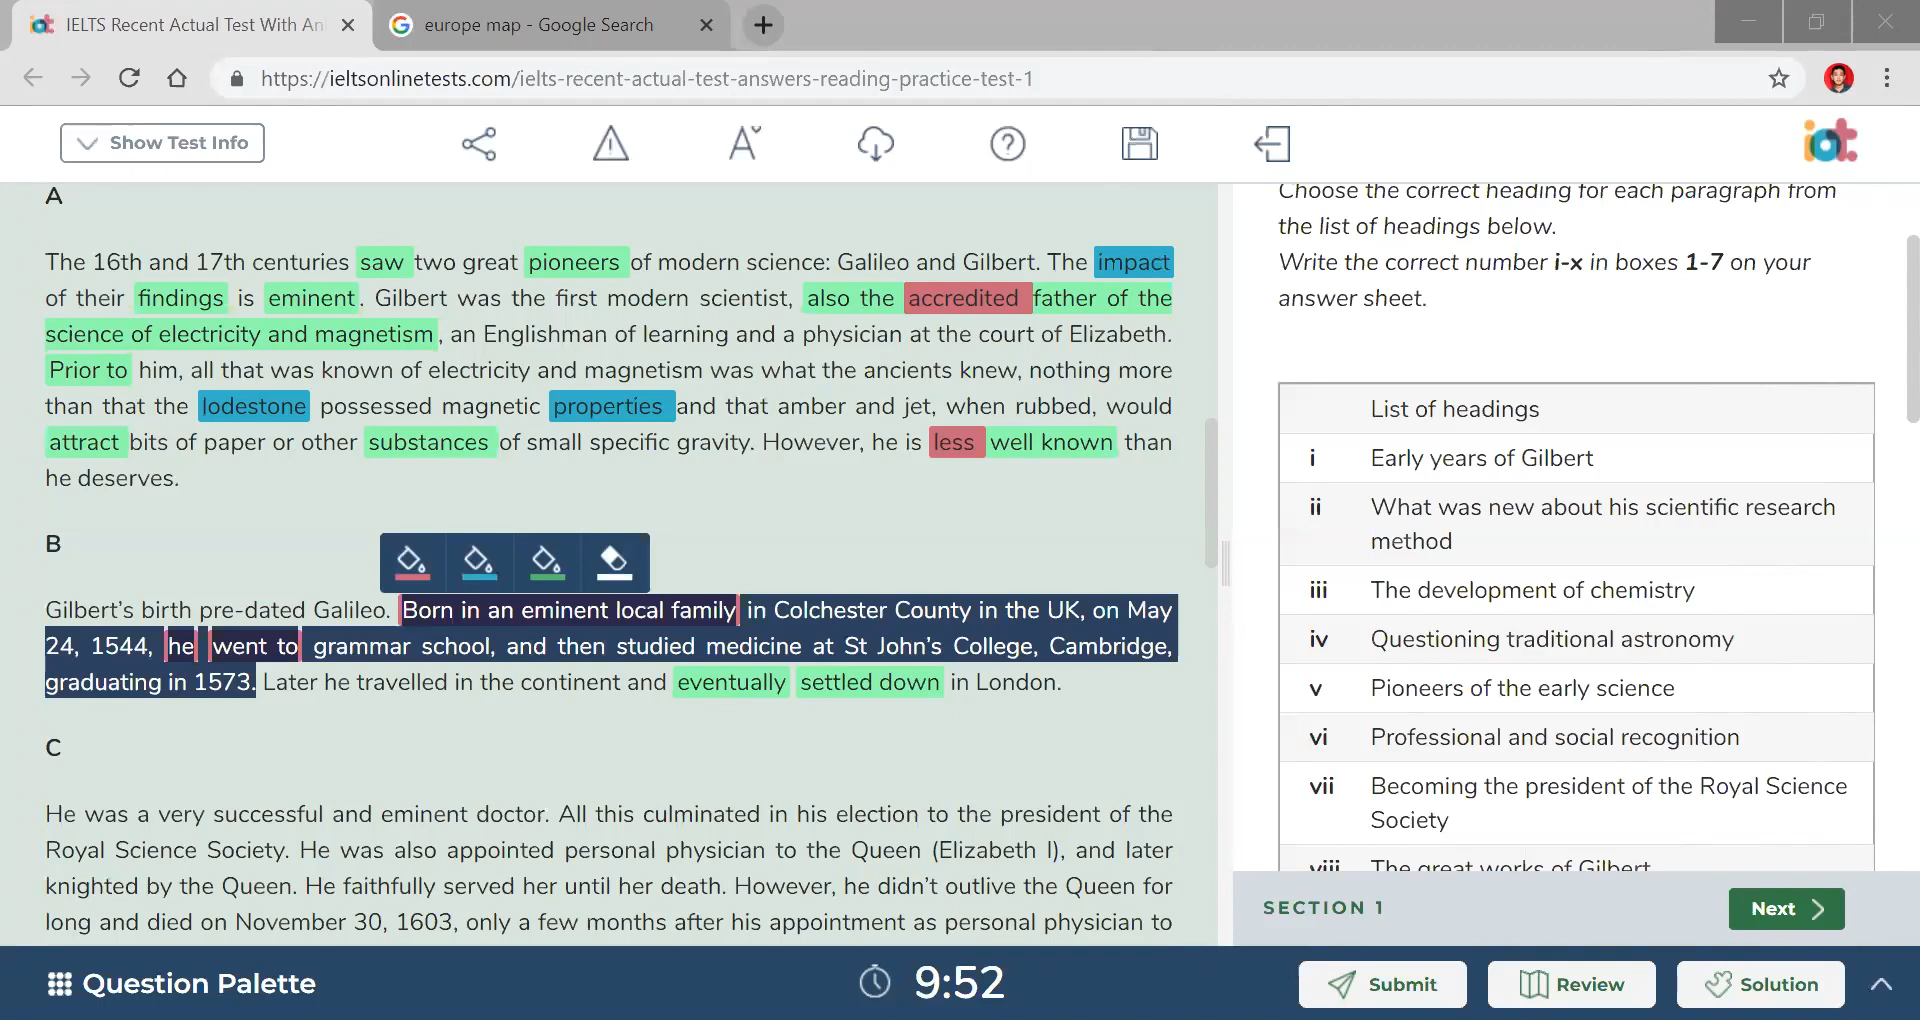 IELTS Recent Actual Test With An
europe map - Google Search
https://ieltsonlinetests.com/ielts-recent-actual-test-answers-reading-practice-test-1
Show Test Info
iot
A
The 16th and 17th centuries saw two great pioneers of modern science: Galileo and Gilbert. The impact
of their findings is eminent. Gilbert was the first modern scientist, also the accredited father of the
science of electricity and magnetism, an Englishman of learning and a physician at the court of Elizabeth.
Prior to him, all that was known of electricity and magnetism was what the ancients knew, nothing more
than that the lodestone possessed magnetic properties and that amber and jet, when rubbed, would
attract bits of paper or other substances of small specific gravity. However, he is less well known than
he deserves.
B
Gilbert's birth pre-dated Galileo. Born in an eminent local family in Colchester County in the UK, on May
24, 1544, he went to grammar school, and then studied medicine at St John's College, Cambridge,
graduating in 1573. Later he travelled in the continent and eventually settled down in London.
C
He was a very successful and eminent doctor. All this culminated in his election to the president of the
Royal Science Society. He was also appointed personal physician to the Queen (Elizabeth I), and later
knighted by the Queen. He faithfully served her until her death. However, he didn't outlive the Queen for
long and died on November 30, 1603, only a few months after his appointment as personal physician to
Choose the correct heading for each paragraph from
the list of headings below.
Write the correct number i-x in boxes 1-7 on your
answer sheet.
List of headings
i Early years of Gilbert
ii What was new about his scientific research
method
iii The development of chemistry
iv Questioning traditional astronomy
v Pioneers of the early science
vi Professional and social recognition
vii Becoming the president of the Royal Science
Society
viii The great works of Gilbert
SECTION 1
Next
Question Palette
9:52
Submit
Review
Solution